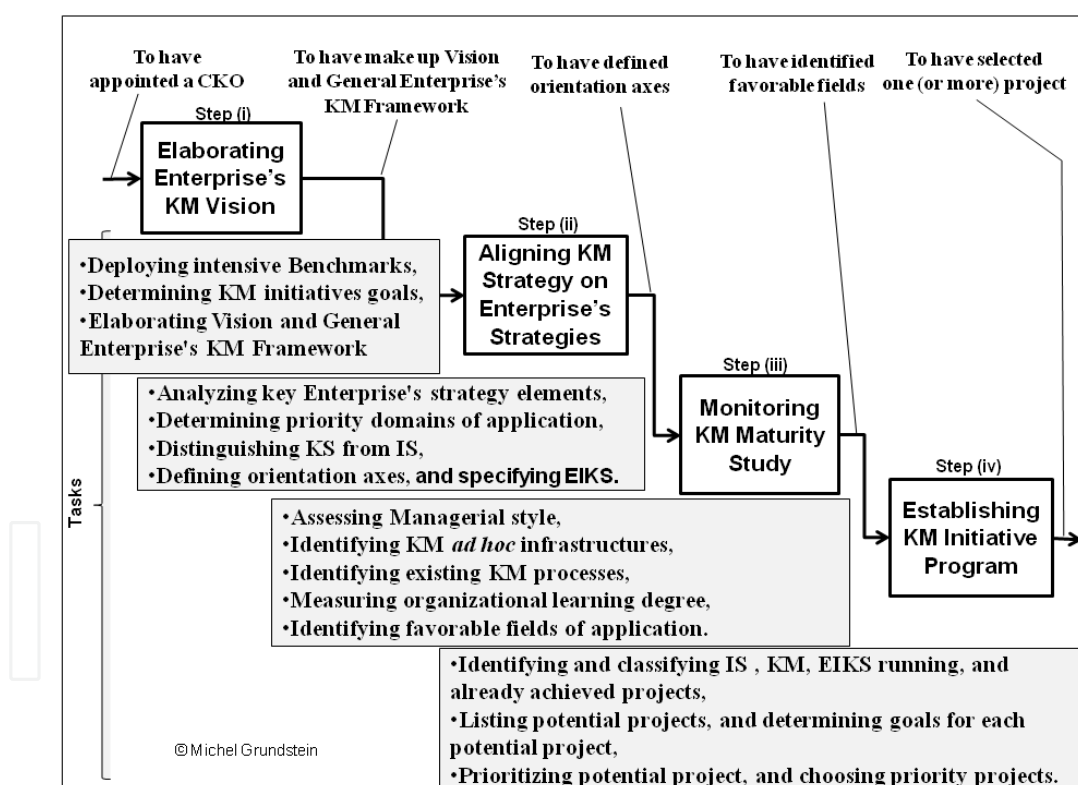 To have
appointed a CKO
To have make up Vision
and General Enterprise's
KM Framework
To have defined
orientation axes
To have identified
favorable fields
To have selected
one (or more) project
Step (i)
Elaborating
Enterprise's
KM Vision
Step (ii)
Aligning KM
Strategy on
Enterprise's
Strategies
•Deploying intensive Benchmarks,
•Determining KM initiatives goals,
•Elaborating Vision and General
Enterprise's KM Framework
Step (iii)
Monitoring
KM Maturity
Study
•Analyzing key Enterprise's strategy elements,
•Determining priority domains of application,
•Distinguishing KS from IS,
•Defining orientation axes, and specifying EIKS.
Step (iv)
Establishing
KM Initiative
Program
Tasks
•Assessing Managerial style,
•Identifying KM ad hoc infrastructures,
•Identifying existing KM processes,
•Measuring organizational learning degree,
•Identifying favorable fields of application.
•Identifying and classifying IS , KM, EIKS running, and
already achieved projects,
•Listing potential projects, and determining goals for each
potential project,
•Prioritizing potential project, and choosing priority projects.
©Michel Grundstein